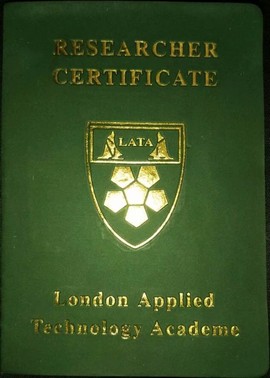 RESEARCHER
CERTIFICATE
LATA
London Applied
Technology Academe